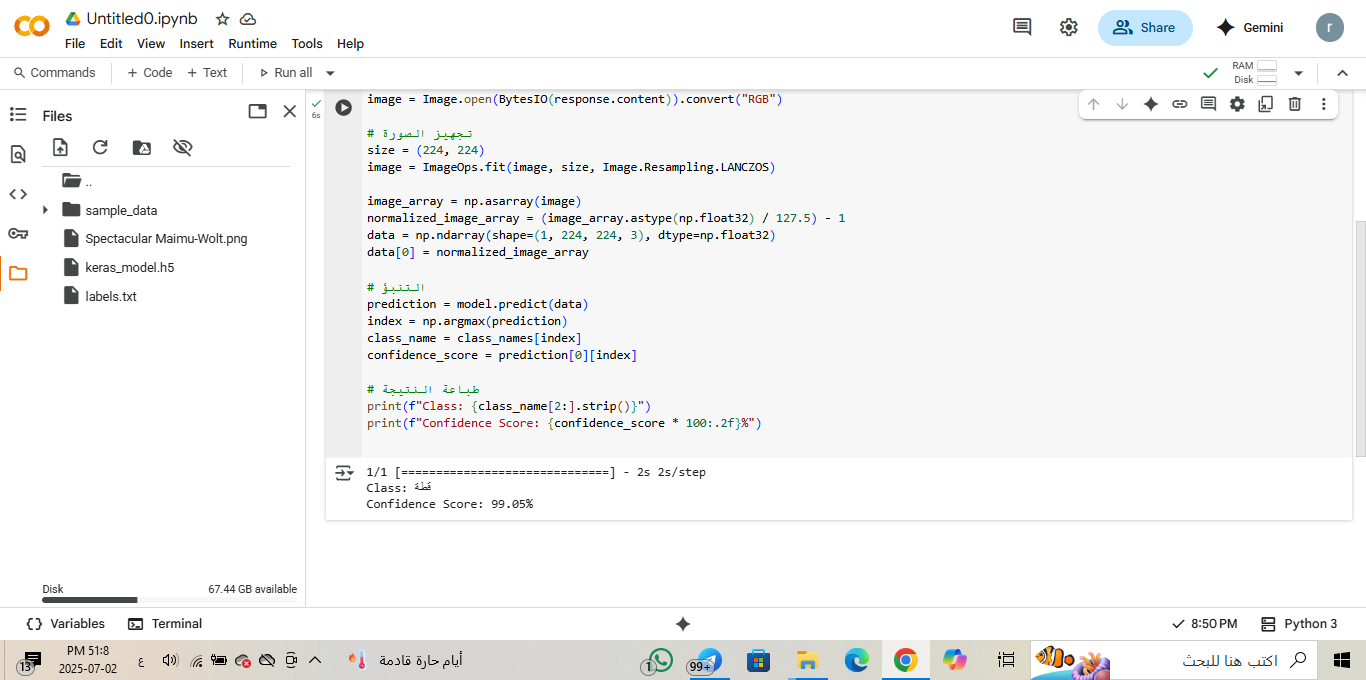 Untitled0.ipynb
File Edit View Insert Runtime Tools Help
Share
Gemini
r
Commands + Code + Text Run all
RAM
Disk
Files
..
sample_data
Spectacular Maimu-Wolt.png
keras_model.h5
labels.txt
Disk 67.44 GB available
6s
image = Image.open(BytesIO(response.content)).convert("RGB")
# تجهيز الصورة
size = (224, 224)
image = ImageOps.fit(image, size, Image.Resampling.LANCZOS)
image_array = np.asarray(image)
normalized_image_array = (image_array.astype(np.float32) / 127.5) - 1
data = np.ndarray(shape=(1, 224, 224, 3), dtype=np.float32)
data[0] = normalized_image_array
# التنبؤ
prediction = model.predict(data)
index = np.argmax(prediction)
class_name = class_names[index]
confidence_score = prediction[0][index]
# طباعة النتيجة
print(f"Class: {class_name[2:].strip()}")
print(f"Confidence Score: {confidence_score * 100:.2f}%")
1/1 [==============================] - 2s 2s/step
Class: قطة
Confidence Score: 99.05%
Variables Terminal
8:50 PM Python 3
13
PM 51:8
2025-07-02
ع
أيام حارة قادمة
1
99+
اكتب هنا للبحث